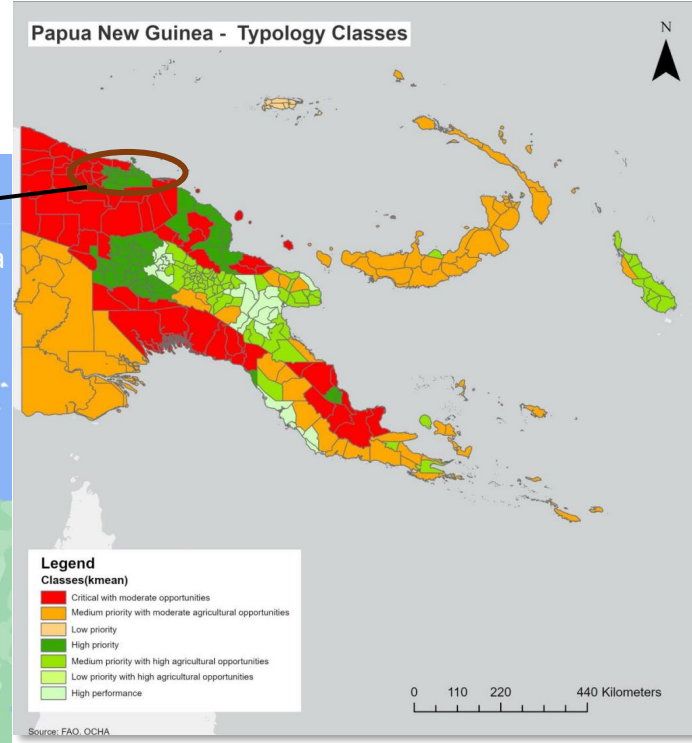 Papua New Guinea - Typology Classes
N
a
Legend
Classes(kmean)
Critical with moderate opportunities
Medium priority with moderate agricultural opportunities
Low priority
High priority
Medium priority with high agricultural opportunities
Low priority with high agricultural opportunities
High performance
0 110 220 440 Kilometers
Source: FAO, OCHA